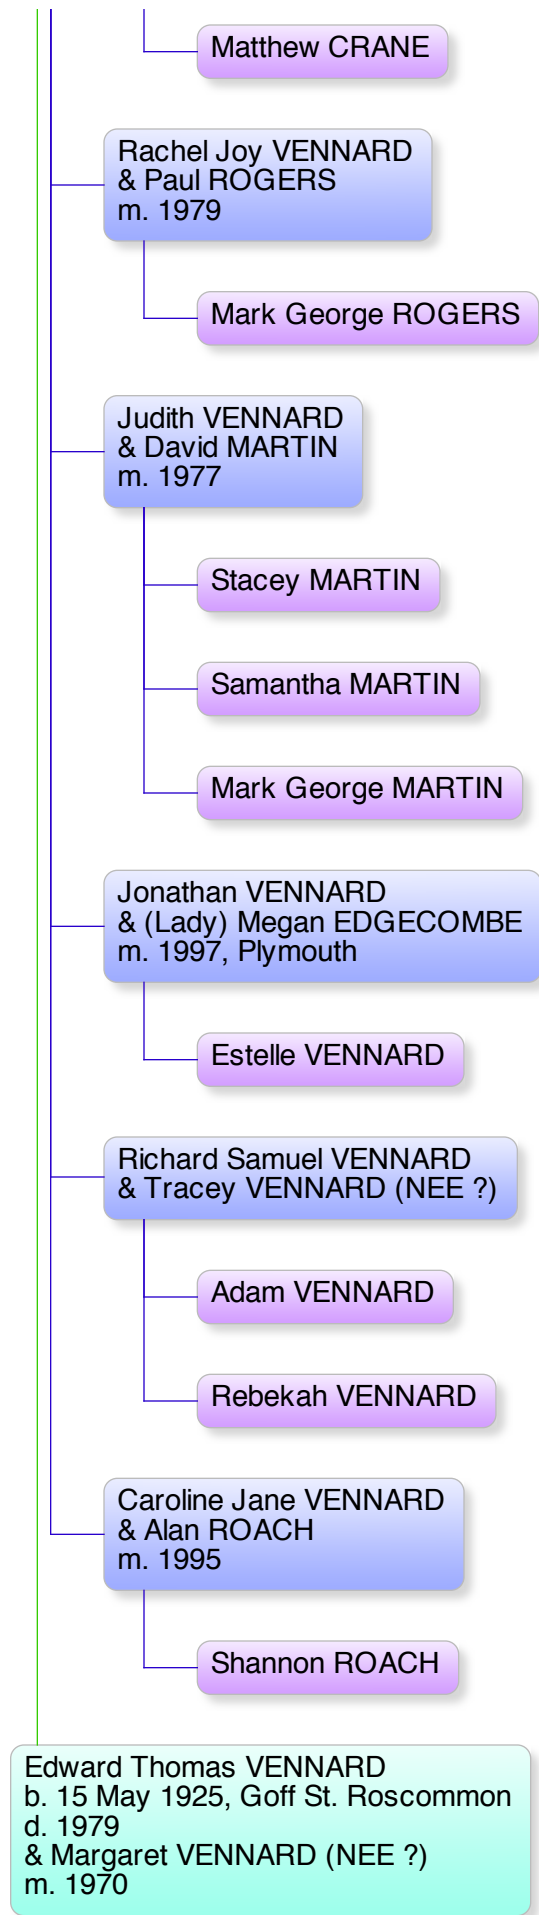 Matthew CRANE
Rachel Joy VENNARD
& Paul ROGERS
m. 1979
Mark George ROGERS
Judith VENNARD
& David MARTIN
m. 1977
Stacey MARTIN
Samantha MARTIN
Mark George MARTIN
Jonathan VENNARD
& (Lady) Megan EDGECOMBE
m. 1997, Plymouth
Estelle VENNARD
Richard Samuel VENNARD
& Tracey VENNARD (NEE ?)
Adam VENNARD
Rebekah VENNARD
Caroline Jane VENNARD
& Alan ROACH
m. 1995
Shannon ROACH
Edward Thomas VENNARD
b. 15 May 1925, Goff St. Roscommon
d. 1979
& Margaret VENNARD (NEE ?)
m. 1970